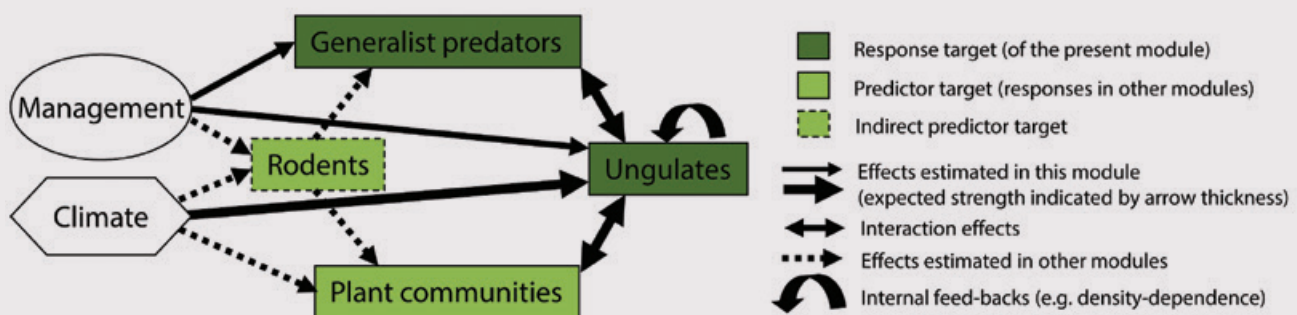 Generalist predators
Management
Rodents
Ungulates
Climate
Plant communities
Response target (of the present module)
Predictor target (responses in other modules)
Indirect predictor target
Effects estimated in this module
(expected strength indicated by arrow thickness)
Interaction effects
Effects estimated in other modules
Internal feed-backs (e.g. density-dependence)